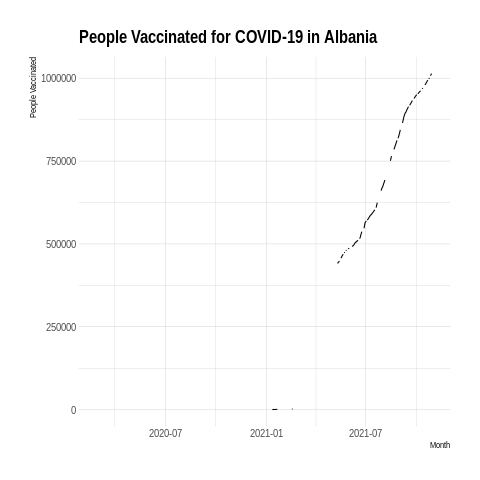 People Vaccinated for COVID-19 in Albania
People Vaccinated
1000000
750000
500000
250000
0
2020-07 2021-01 2021-07
Month